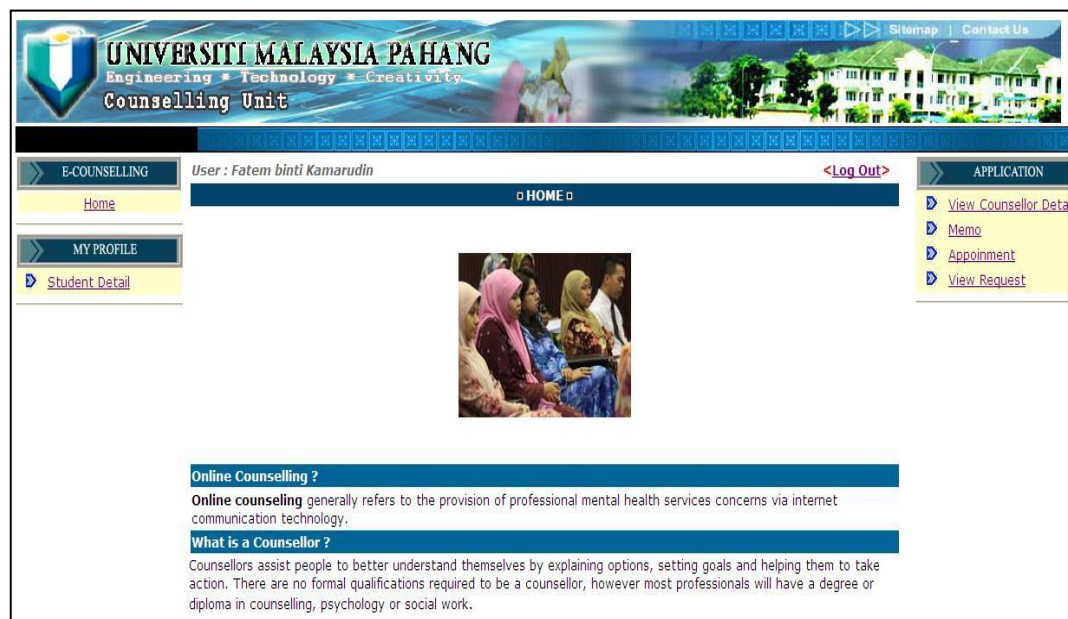 Sitemap | Contact Us
UNIVERSITI MALAYSIA PAHANG
Engineering * Technology * Creativity
Counselling Unit
E-COUNSELLING
Home
MY PROFILE
Student Detail
User : Fatem binti Kamarudin
<Log Out>
HOME
Online Counselling ?
Online counseling generally refers to the provision of professional mental health services concerns via internet
communication technology.
What is a Counsellor ?
Counsellors assist people to better understand themselves by explaining options, setting goals and helping them to take
action. There are no formal qualifications required to be a counsellor, however most professionals will have a degree or
diploma in counselling, psychology or social work.
APPLICATION
View Counsellor Deta
Memo
Appoinment
View Request